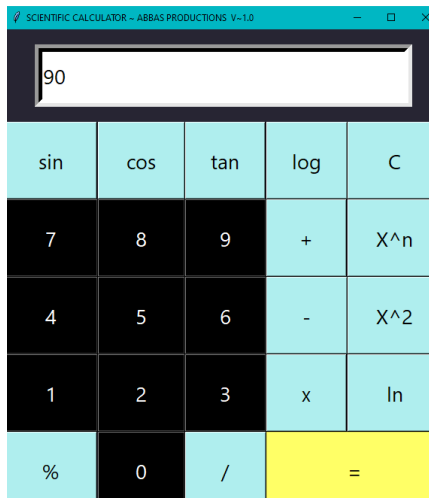 SCIENTIFIC CALCULATOR ~ ABBAS PRODUCTIONS V~1.0
90
sin cos tan log C
7 8 9 + X^n
4 5 6 - X^2
1 2 3 x ln
% 0 / =